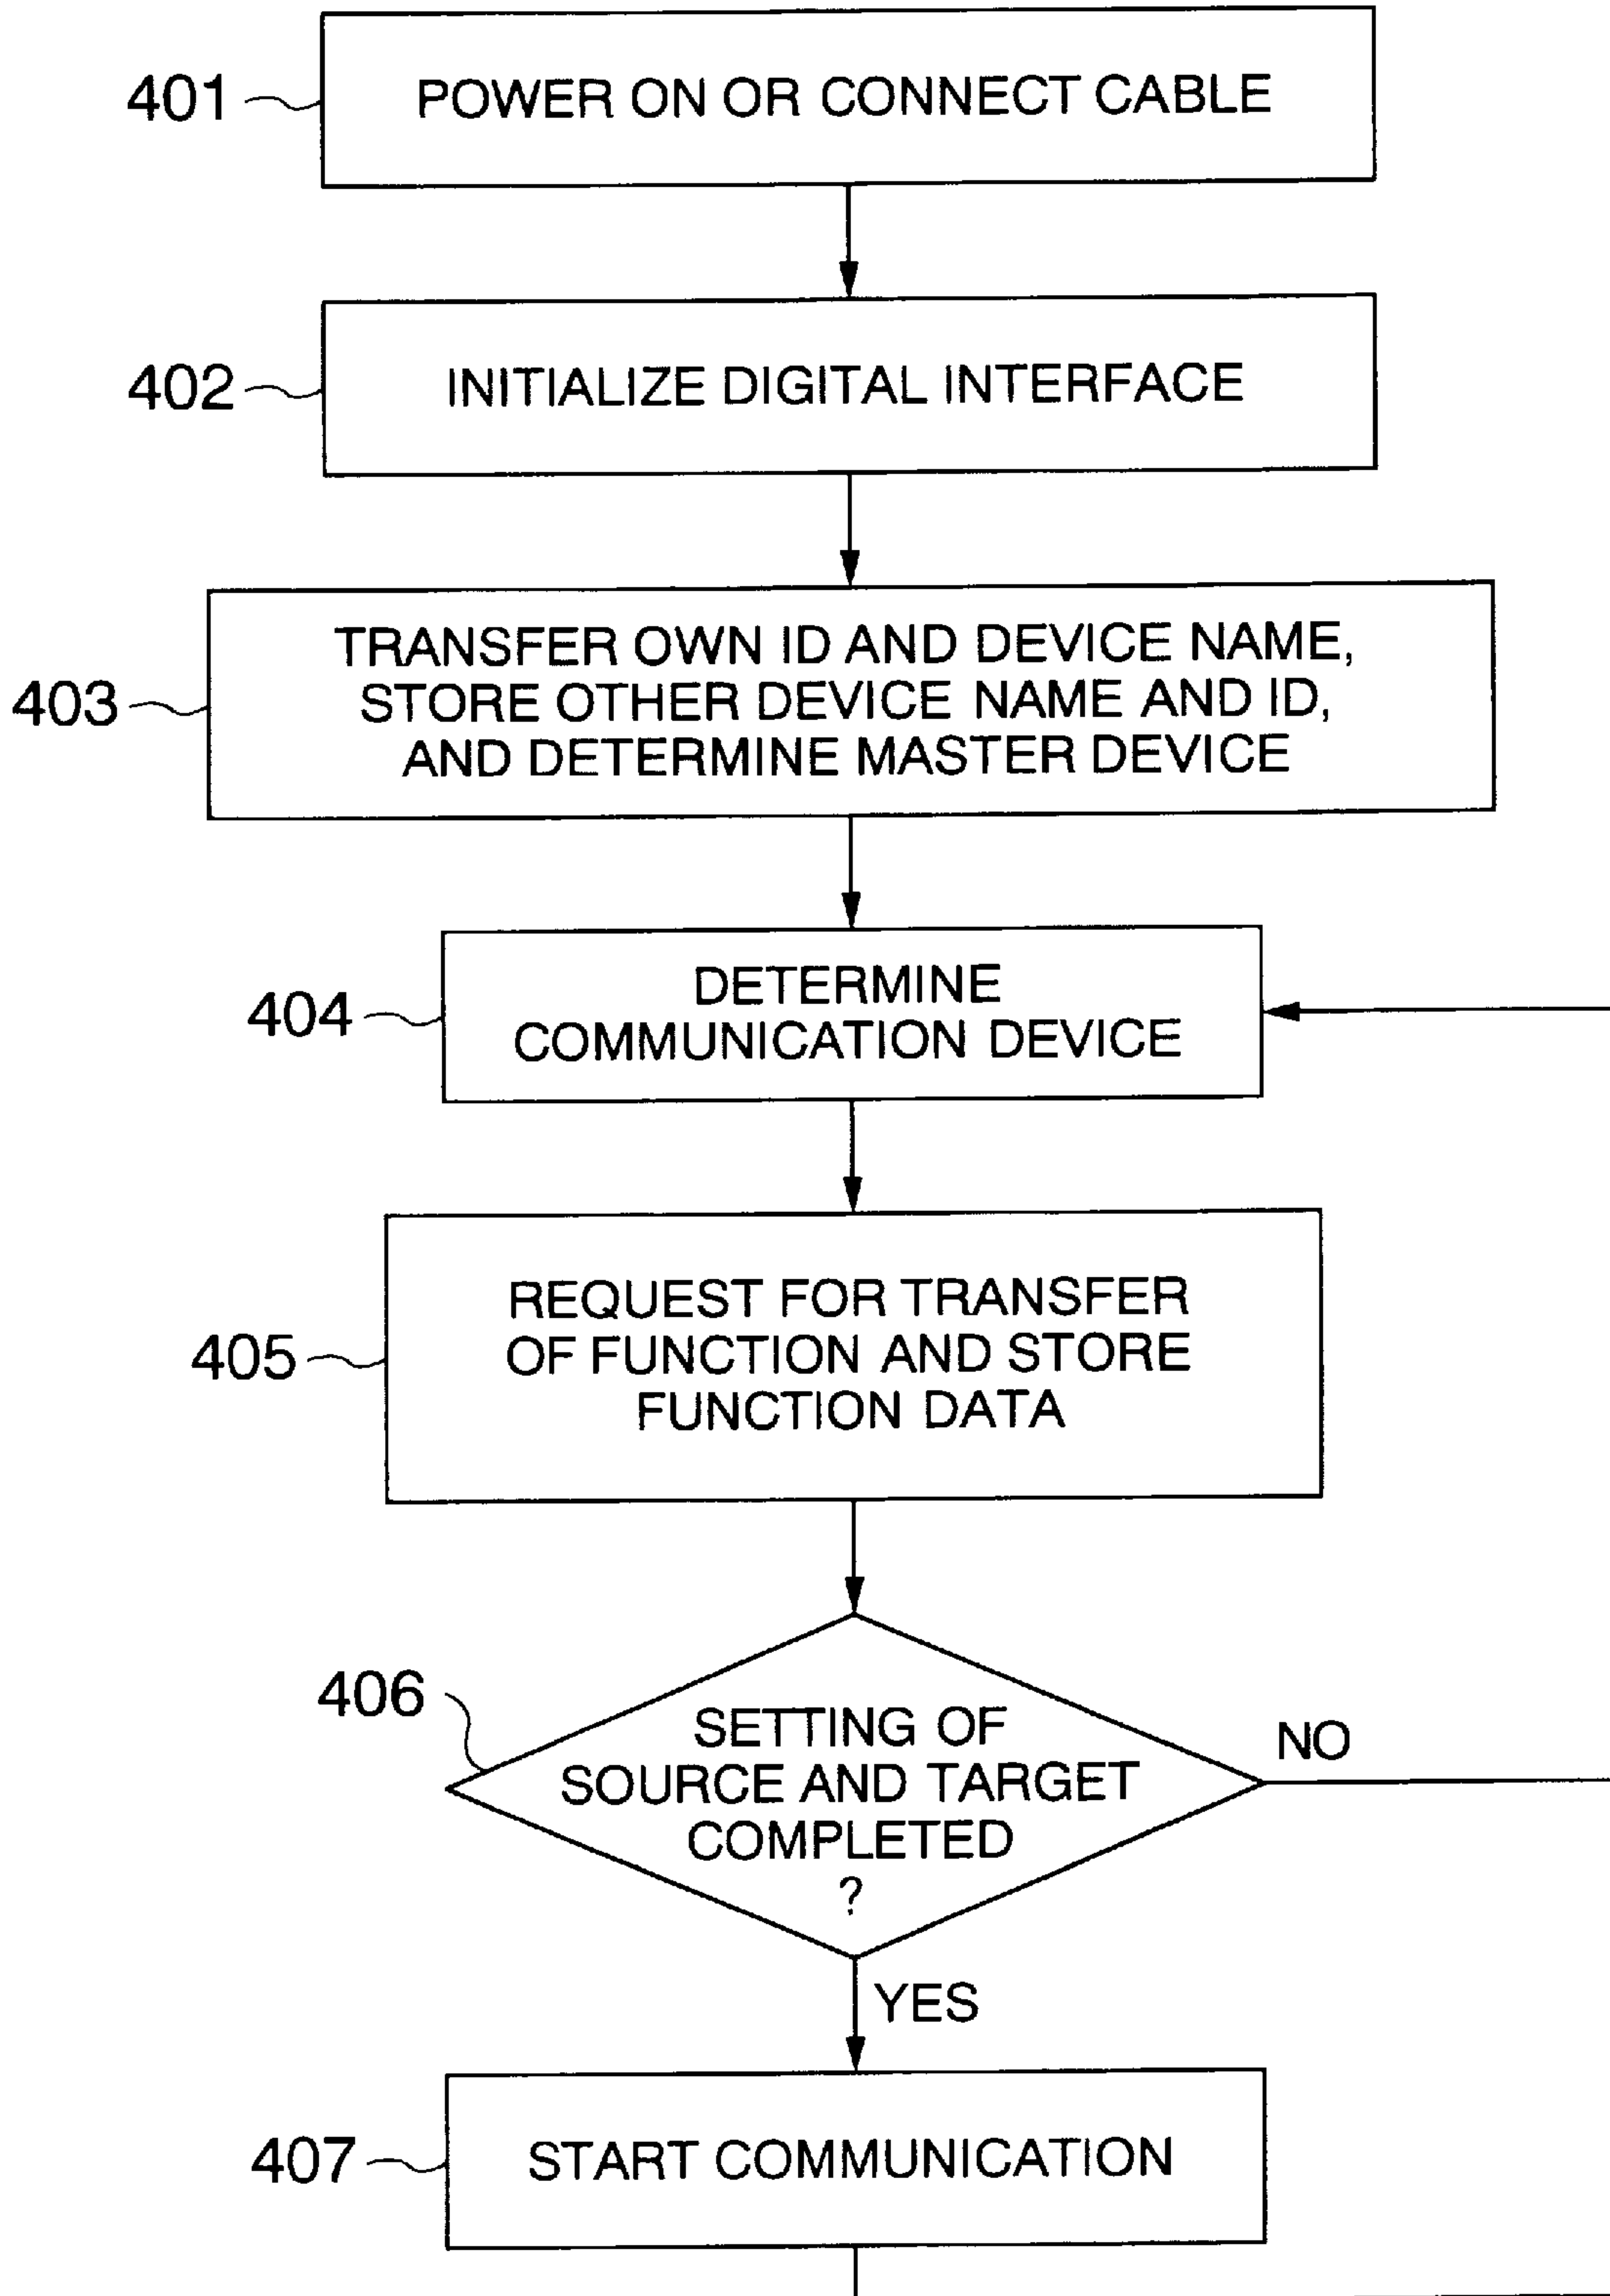 401
POWER ON OR CONNECT CABLE
402
INITIALIZE DIGITAL INTERFACE
403
TRANSFER OWN ID AND DEVICE NAME,
STORE OTHER DEVICE NAME AND ID,
AND DETERMINE MASTER DEVICE
404
DETERMINE
COMMUNICATION DEVICE
405
REQUEST FOR TRANSFER
OF FUNCTION AND STORE
FUNCTION DATA
406
SETTING OF
SOURCE AND TARGET
COMPLETED
?
NO
YES
407
START COMMUNICATION